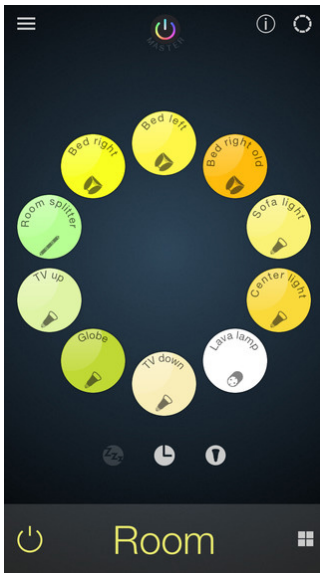 MASTER
Bed left
Bed right old
Sofa light
Center light
Lava lamp
TV down
Globe
TV up
Room splitter
Bed right
zzz
Room